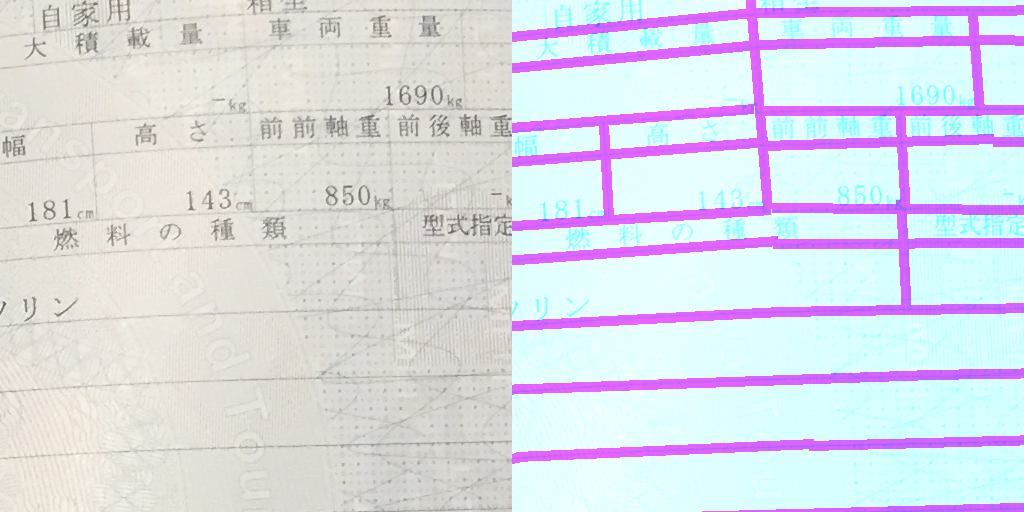 自家用 箱型
大積載量 車両重量
-kg 1690kg
幅 高さ 前前軸重 前後軸重
181cm 143cm 850kg -k
燃料の種類 型式指定
ソリン
自家用 箱型
大積載量 車両重量
-kg 1690kg
幅 高さ 前前軸重 前後軸重
181cm 143 850k -k
燃料の種類 型式指定
ソリン